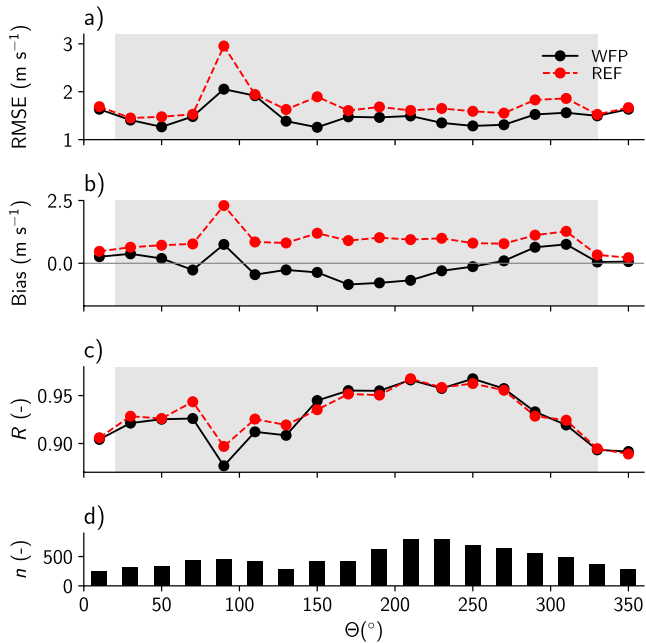 a)
RMSE (m s⁻¹)
3
2
1
WFP
REF
b)
Bias (m s⁻¹)
2.5
0.0
c)
R (-)
0.95
0.90
d)
n (-)
500
0
0 50 100 150 200 250 300 350
Θ(°)